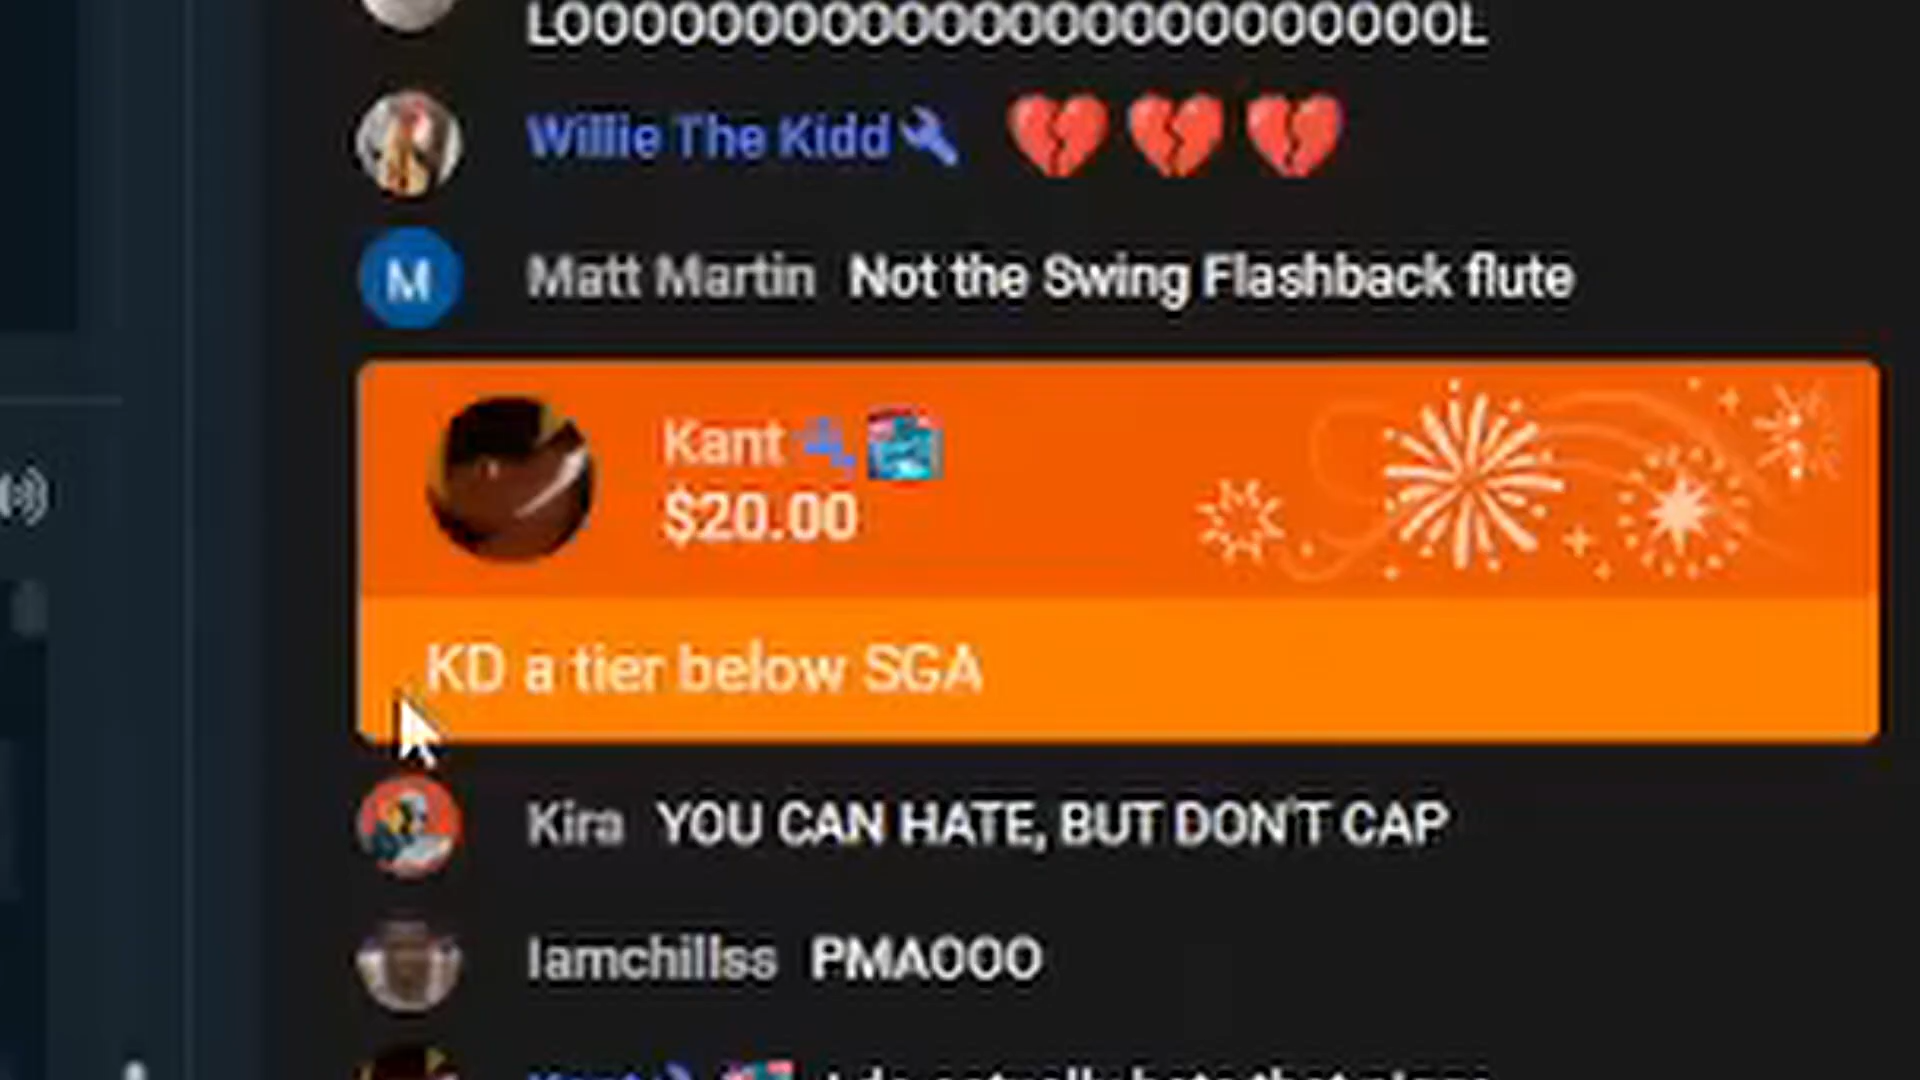 LOOOOOOOOOOOOOOOOOOOOOOOOOOOOOOL
Willie The Kidd
Matt Martin Not the Swing Flashback flute
Kant
$20.00
KD a tier below SGA
Kira YOU CAN HATE, BUT DON'T CAP
Iamchillss PMAOOO